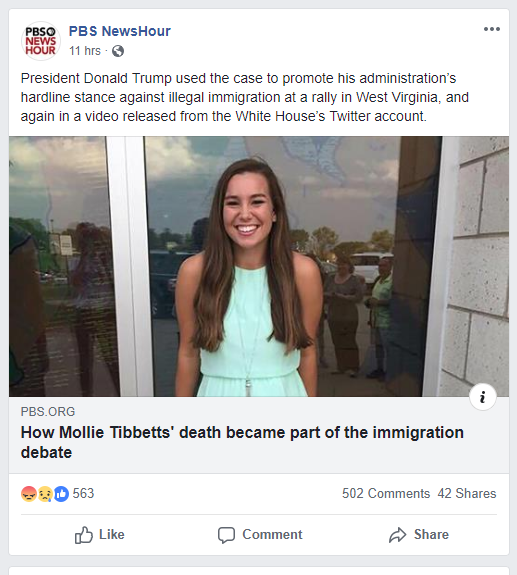 PBS
NEWS
HOUR
PBS NewsHour
11 hrs ·
President Donald Trump used the case to promote his administration's
hardline stance against illegal immigration at a rally in West Virginia, and
again in a video released from the White House's Twitter account.
i
PBS.ORG
How Mollie Tibbetts' death became part of the immigration
debate
563
502 Comments 42 Shares
Like Comment Share